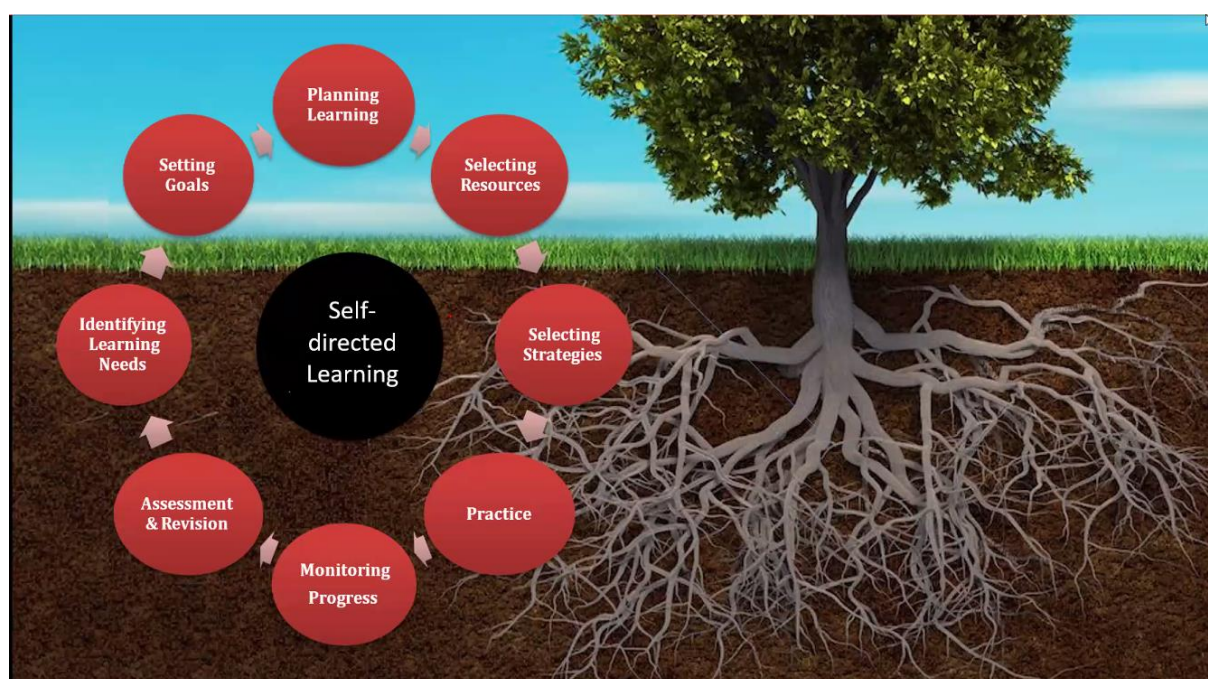 Planning
Learning
Selecting
Resources
Selecting
Strategies
Practice
Monitoring
Progress
Assessment
& Revision
Identifying
Learning
Needs
Setting
Goals
Self-
directed
Learning